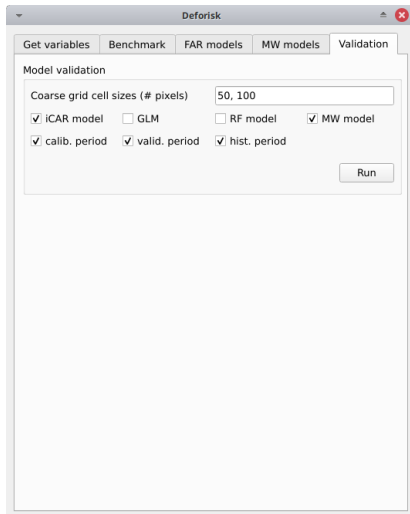 Deforisk
Get variables Benchmark FAR models MW models Validation
Model validation
Coarse grid cell sizes (# pixels) 50, 100
iCAR model GLM RF model MW model
calib. period valid. period hist. period
Run